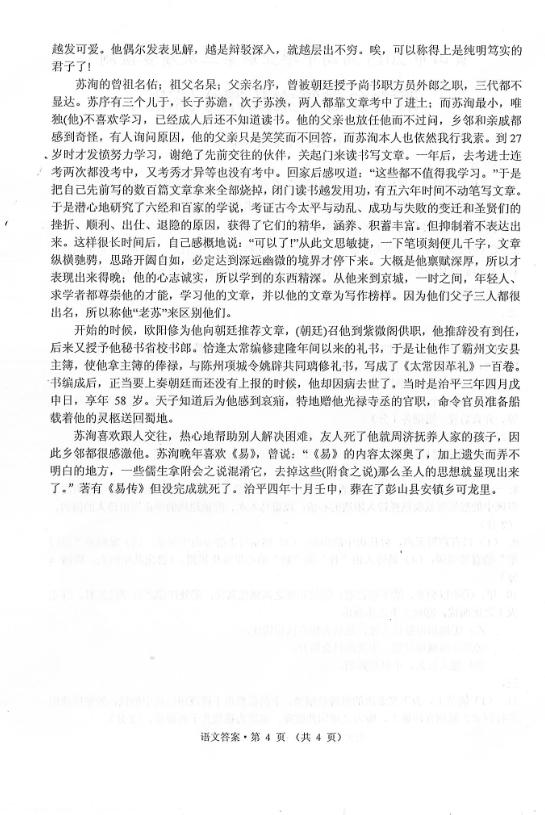 越发可爱。他偶尔发表见解，越是辩驳深入，就越层出不穷。唉，可以称得上是纯明笃实的
君子了!
苏洵的曾祖名佑；祖父名杲；父亲名序，曾被朝廷授予尚书职方员外郎之职，三代都不
显达。苏序有三个儿于，长子苏澹，次子苏涣，两人都靠文章考中了进士；而苏洵最小，唯
独(他)不喜欢学习，已经成人后还不知道读书。他的父亲也放任他而不过问，乡邻和亲戚都
感到奇怪，有人询问原因，他的父亲只是笑笑而不回答，而苏洵本人也依然我行我素。到 27
岁时才发愤努力学习，谢绝了先前交往的伙伴，关起门来读书写文章。一年后，去考进士连
考两次都没考中，又考秀才异等也没有考中。回家后感叹道：“这些都不值得我学习。”于是
把自己先前写的数百篇文章拿来全部烧掉，闭门读书越发用功，有五六年时间不动笔写文章。
于是潜心地研究了六经和百家的学说，考证古今太平与动乱、成功与失败的变迁和圣贤们的
挫折、顺利、出仕、退隐的原因，获得了它们的精华，涵养、积蓄丰富。但抑制着不表达出
来。这样很长时间后，自己感概地说：“可以了!”从此文思敏捷，一下笔顷刻便几千字，文章
纵横驰骋，思路开阔自如，必定达到深远幽微的境界才停下来。大概是他禀赋深厚，所以才
表现出来得晚；他的心志诚实，所以学到的东西精深。从他来到京城，一时之间，年轻人、
求学者都尊崇他的才能，学习他的文章，并以他的文章为写作榜样。因为他们父子三人都很
出名，所以称他“老苏”来区别他们。
开始的时候，欧阳修为他向朝廷推荐文章，(朝廷)召他到紫微阁供职，他推辞没有到任，
后来又授予他秘书省校书郎。恰逢太常编修建隆年间以来的礼书，于是让他作了霸州文安县
主簿，使他拿主簿的俸禄，与陈州项城令姚辟共同璃修礼书，写成了《太常因革礼》一百卷。
书编成后，正当要上奏朝廷而还没有上报的时候，他却因病去世了。当时是治平三年四月戊
申日，享年 58 岁。天子知道后为他感到哀痛，特地赠他光禄寺丞的官职，命令官员准备船
载着他的灵柩送回蜀地。
苏洵喜欢跟人交往，热心地帮助别人解决困难，友人死了他就周济抚养人家的孩子，因
此乡邻都很感激他。苏洵晚年喜欢《易》，曾说：“《易》的内容太深奥了，加上遗失而弄不
明白的地方，一些儒生拿附会之说混淆它，去掉这些(附食之说)那么圣人的思想就显现出来
了。”著有《易传》但没完成就死了。治平四年十月壬申，葬在了彭山县安镇乡可龙里。
语文答案·第 4 页 （共 4 页）